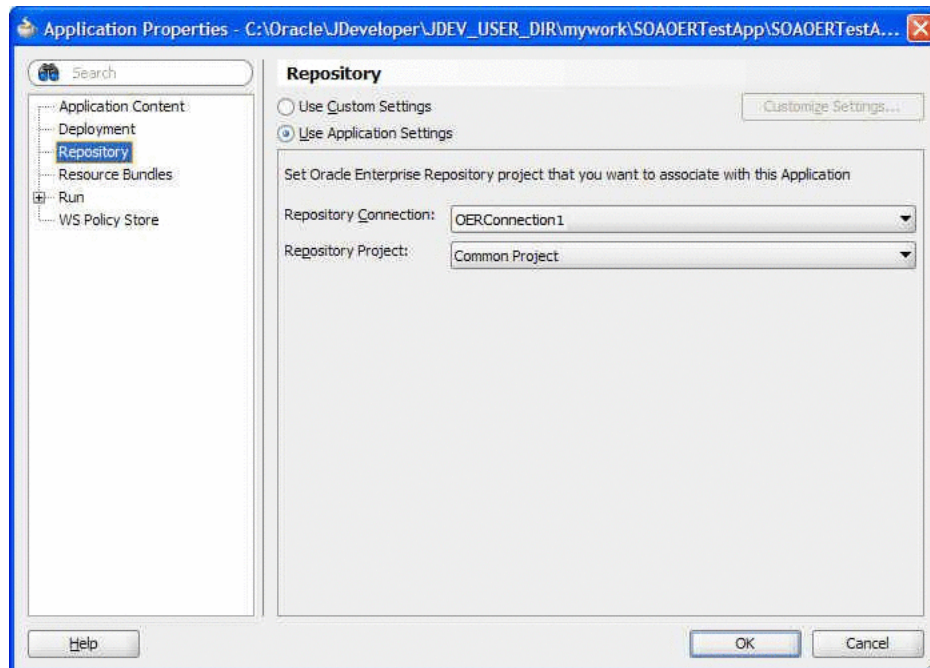 Application Properties - C:\Oracle\JDeveloper\JDEV_USER_DIR\mywork\SOAOERTestApp\SOAOERTestA...
Search
Application Content
Deployment
Repository
Resource Bundles
Run
WS Policy Store
Repository
Use Custom Settings
Customize Settings...
Use Application Settings
Set Oracle Enterprise Repository project that you want to associate with this Application
Repository Connection: OERConnection1
Repository Project: Common Project
Help OK Cancel